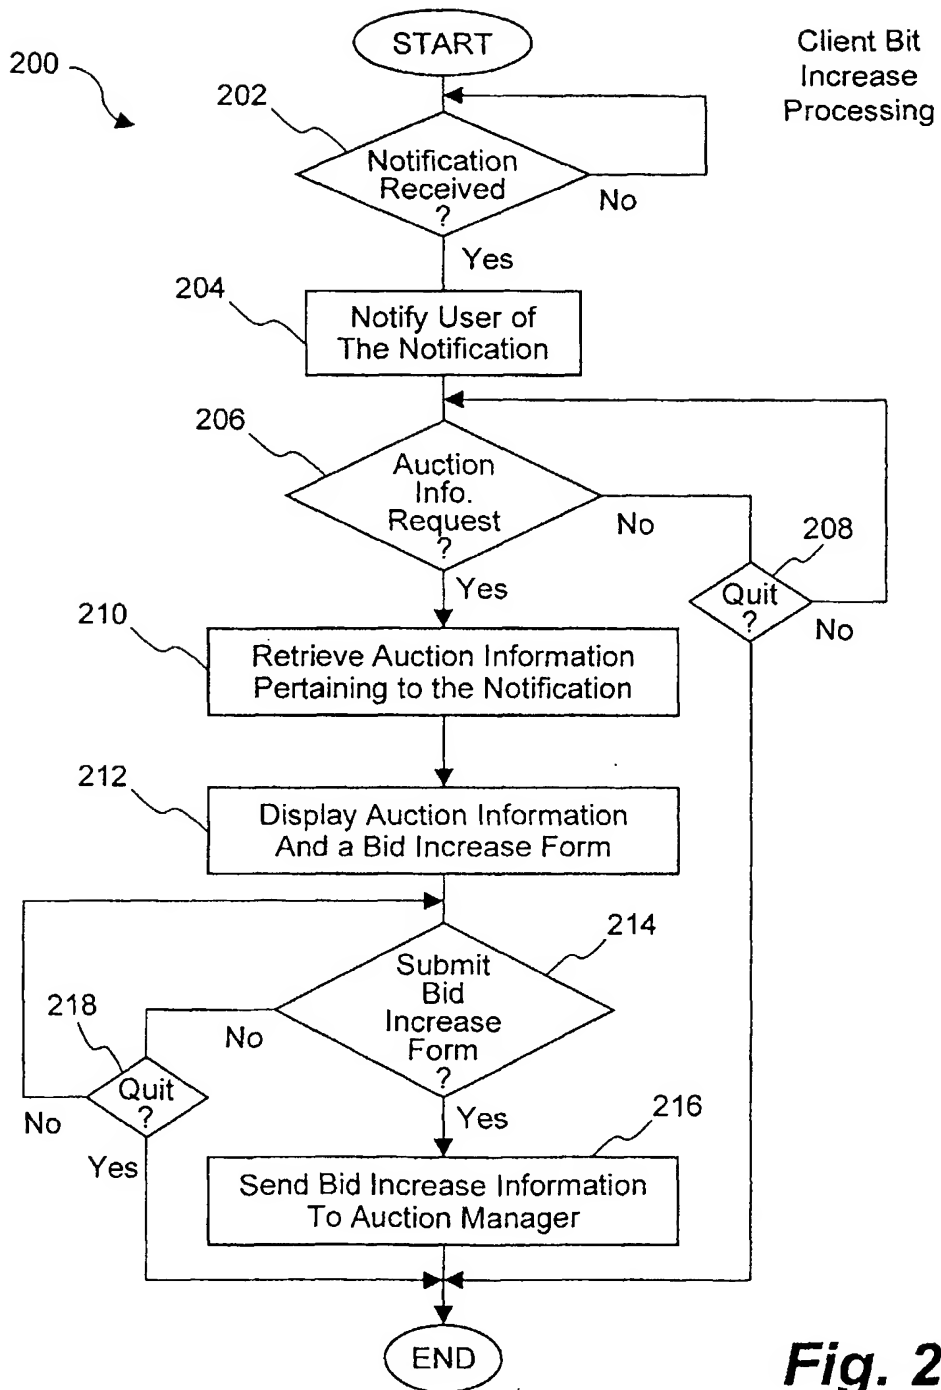 START
Client Bit
Increase
Processing
200
202
Notification
Received
?
No
Yes
204
Notify User of
The Notification
206
Auction
Info.
Request
?
No
208
Quit
?
No
Yes
210
Retrieve Auction Information
Pertaining to the Notification
212
Display Auction Information
And a Bid Increase Form
214
Submit
Bid
Increase
Form
?
No
218
Quit
?
No
Yes
Yes
216
Send Bid Increase Information
To Auction Manager
END
Fig. 2